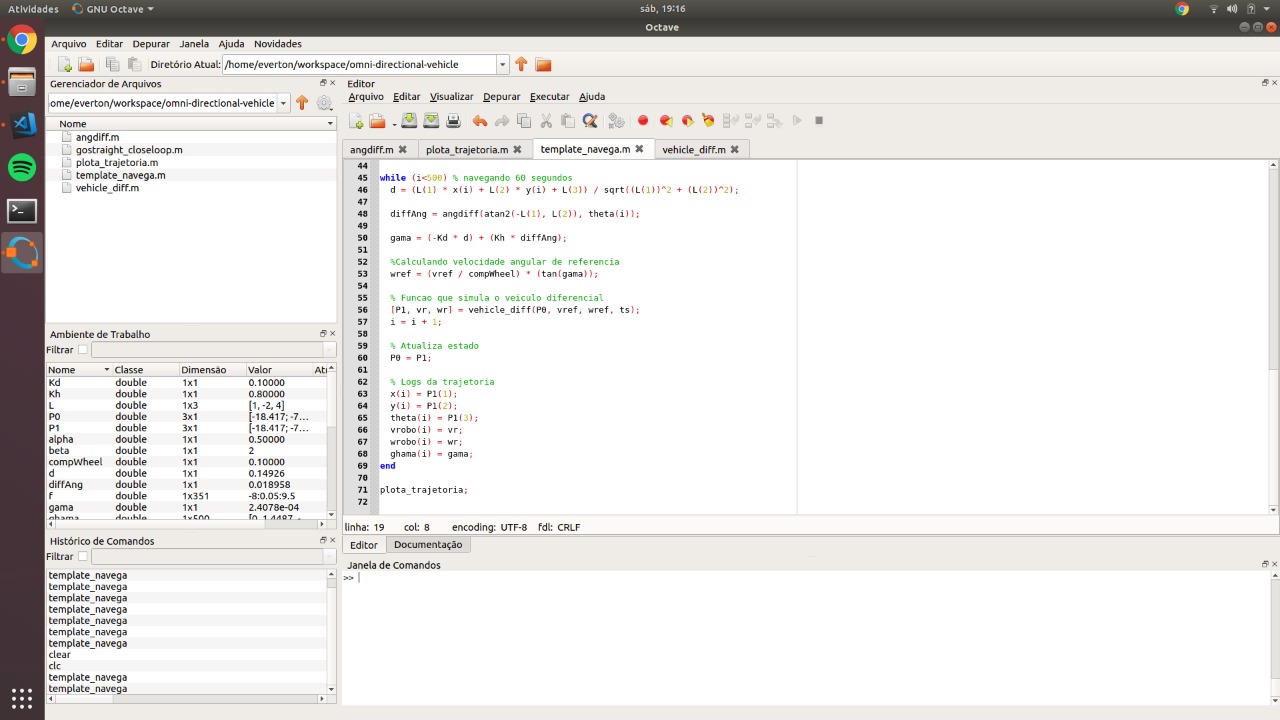 Atividades
GNU Octave
sáb, 19:16
Octave
Arquivo Editar Depurar Janela Ajuda Novidades
Diretório Atual: /home/everton/workspace/omni-directional-vehicle
Gerenciador de Arquivos
ome/everton/workspace/omni-directional-vehicle
Nome
angdiff.m
gostraight_closeloop.m
plota_trajetoria.m
template_navega.m
vehicle_diff.m
Ambiente de Trabalho
Filtrar
Nome Classe Dimensão Valor
Kd double 1x1 0.10000
Kh double 1x1 0.80000
L double 1x3 [1, -2, 4]
P0 double 3x1 [-18.417; -7...
P1 double 3x1 [-18.417; -7...
alpha double 1x1 0.50000
beta double 1x1 2
compWheel double 1x1 0.10000
d double 1x1 0.14926
diffAng double 1x1 0.018958
f double 1x351 -8:0.05:9.5
gama double 1x1 2.4078e-04
ghama double 1x500 [0, 1.4487,
Histórico de Comandos
Filtrar
template_navega
template_navega
template_navega
template_navega
template_navega
template_navega
template_navega
clear
clc
template_navega
template_navega
Editor
Arquivo Editar Visualizar Depurar Executar Ajuda
angdiff.m plota_trajetoria.m template_navega.m vehicle_diff.m
44
45 while (i<500) % navegando 60 segundos
46 d = (L(1) * x(i) + L(2) * y(i) + L(3)) / sqrt((L(1))^2 + (L(2))^2);
47
48 diffAng = angdiff(atan2(-L(1), L(2)), theta(i));
49
50 gama = (-Kd * d) + (Kh * diffAng);
51
52 %Calculando velocidade angular de referencia
53 wref = (vref / compWheel) * (tan(gama));
54
55 % Funcao que simula o veiculo diferencial
56 [P1, vr, wr] = vehicle_diff(P0, vref, wref, ts);
57 i = i + 1;
58
59 % Atualiza estado
60 P0 = P1;
61
62 % Logs da trajetoria
63 x(i) = P1(1);
64 y(i) = P1(2);
65 theta(i) = P1(3);
66 vrobo(i) = vr;
67 wrobo(i) = wr;
68 ghama(i) = gama;
69 end
70
71 plota_trajetoria;
72
linha: 19 col: 8 encoding: UTF-8 fdl: CRLF
Editor Documentação
Janela de Comandos
>>